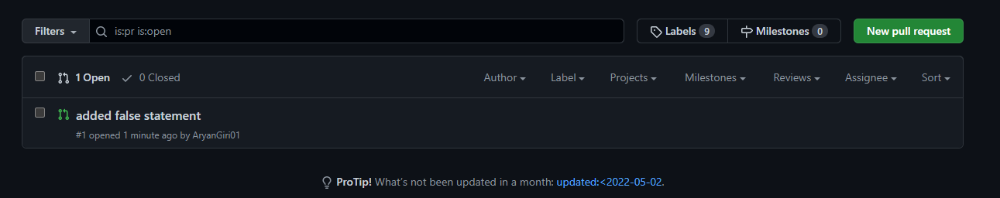 Filters is:pr is:open Labels 9 Milestones 0 New pull request
1 Open 0 Closed Author Label Projects Milestones Reviews Assignee Sort
added false statement
#1 opened 1 minute ago by AryanGiri01
ProTip! What's not been updated in a month: updated:<2022-05-02.